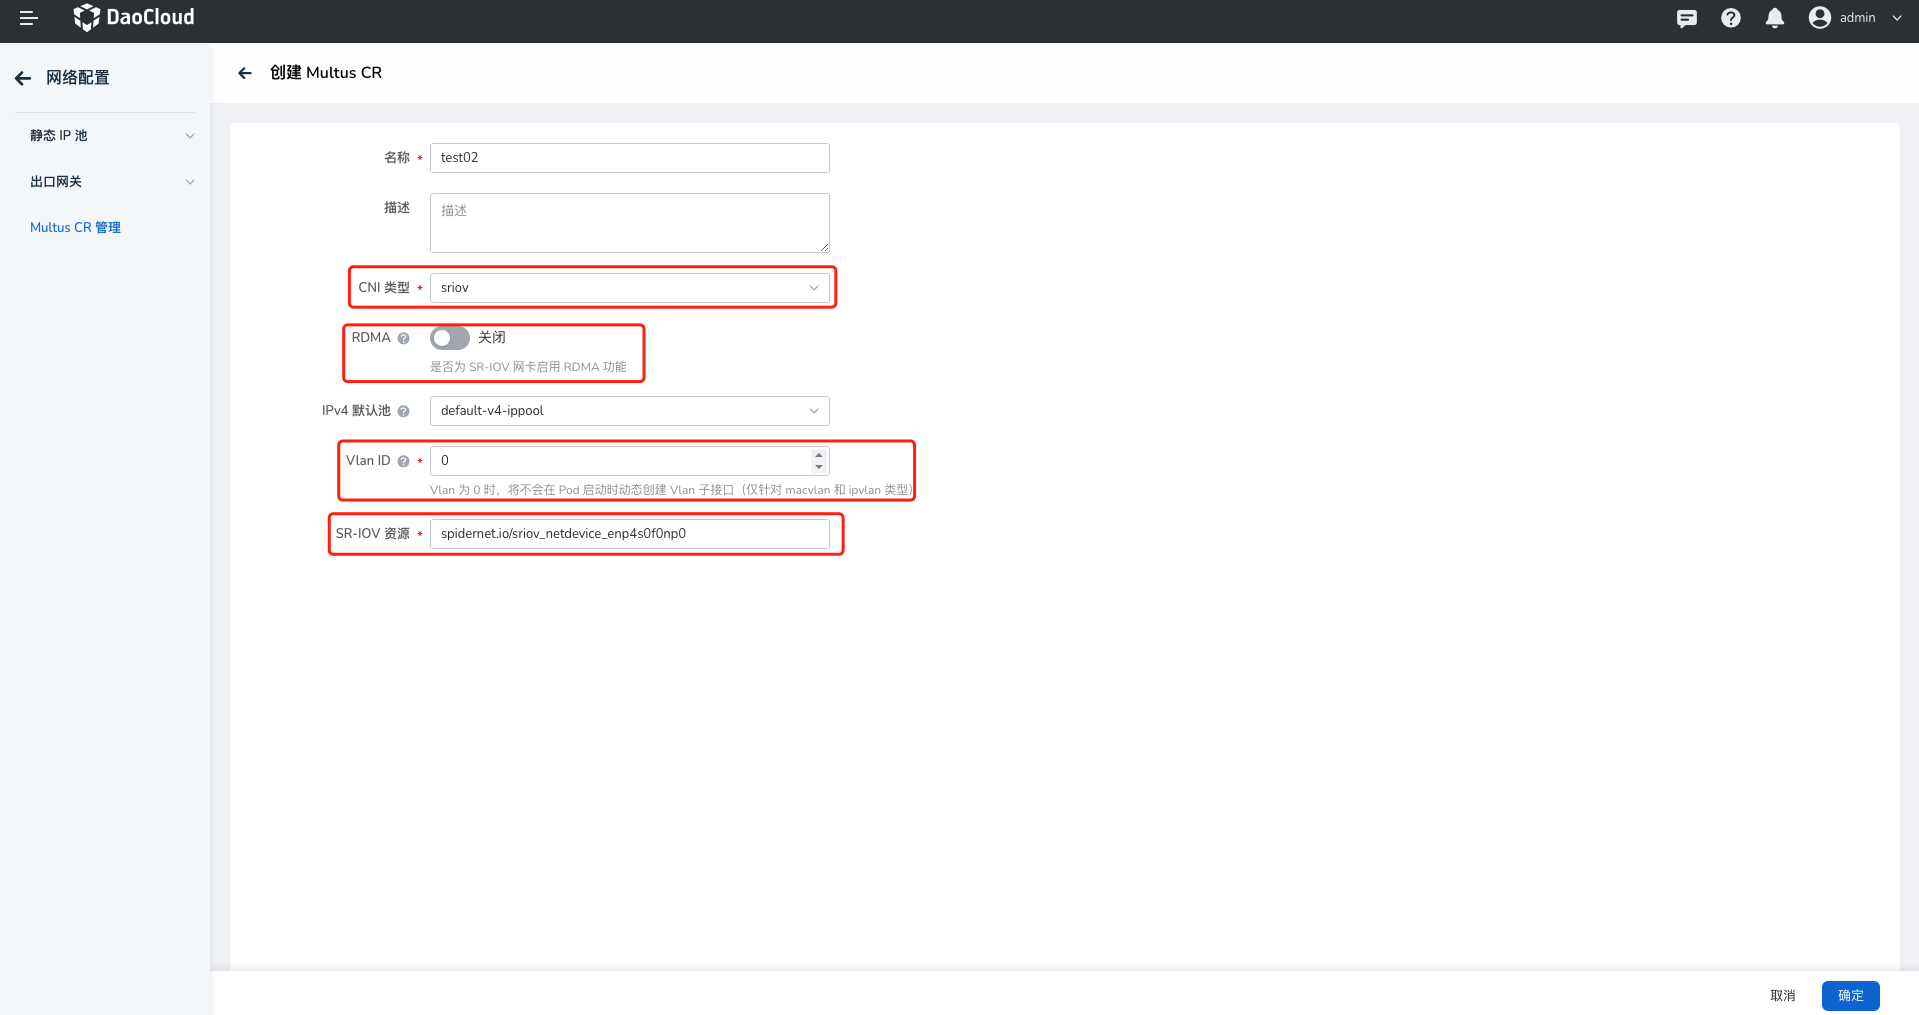 DaoCloud
admin
网络配置
静态 IP 池
出口网关
Multus CR 管理
创建 Multus CR
名称 * test02
描述 描述
CNI 类型 * sriov
RDMA ? 关闭
是否为 SR-IOV 网卡启用 RDMA 功能
IPv4 默认池 ? default-v4-ippool
Vlan ID ? * 0
Vlan 为 0 时，将不会在 Pod 启动时动态创建 Vlan 子接口（仅针对 macvlan 和 ipvlan 类型）
SR-IOV 资源 * spidernet.io/sriov_netdevice_enp4s0f0np0
取消 确定